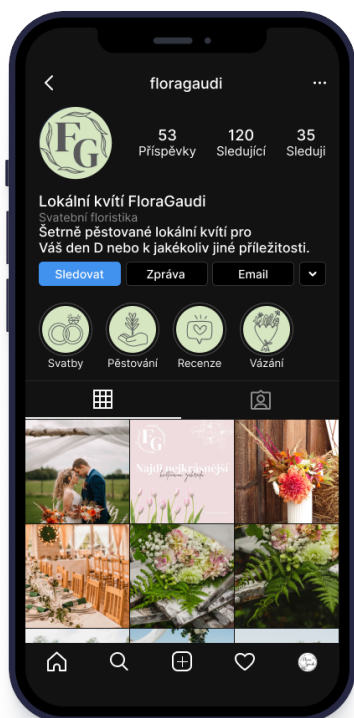 floragaudi
FG
53
120
35
Příspěvky
Sledující
Sleduji
Lokální kvítí FloraGaudi
Svatební floristika
Šetrně pěstované lokální kvítí pro
Váš den D nebo k jakékoliv jiné příležitosti.
Sledovat
Zpráva
Email
Svatby
Pěstování
Recenze
Vázání
FG
Najdi nejkrásnější